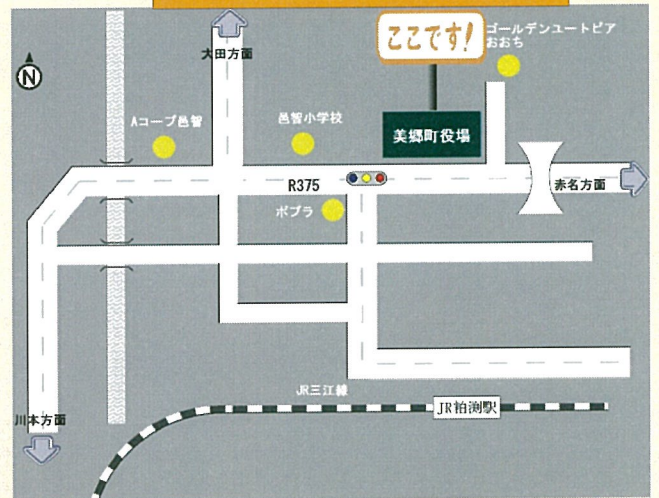 ここです!
ゴールデンユートピア
おおち
大田方面
N
Aコープ邑智
邑智小学校
美郷町役場
R375
赤名方面
ポプラ
JR三江線
JR粕渕駅
川本方面